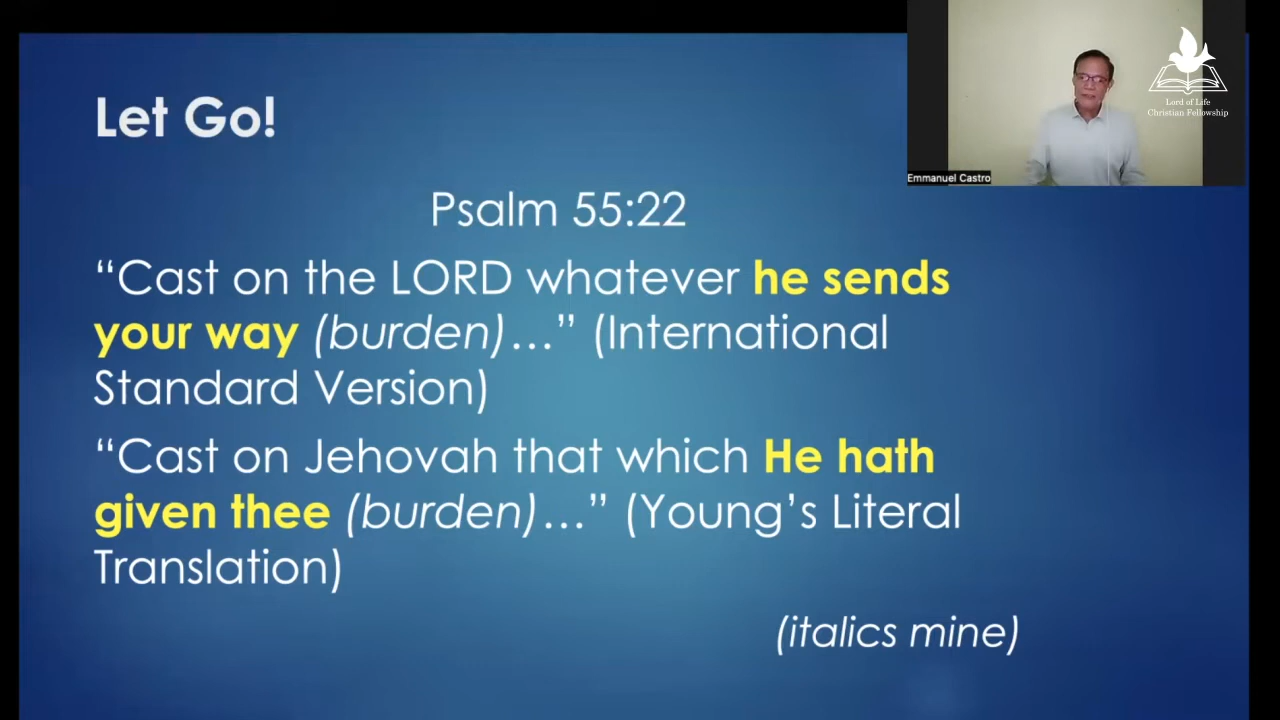 Let Go!
Psalm 55:22
“Cast on the LORD whatever he sends
your way (burden)…” (International
Standard Version)
“Cast on Jehovah that which He hath
given thee (burden)…” (Young’s Literal
Translation)
(italics mine)
Lord of Life
Christian Fellowship
Emmanuel Castro